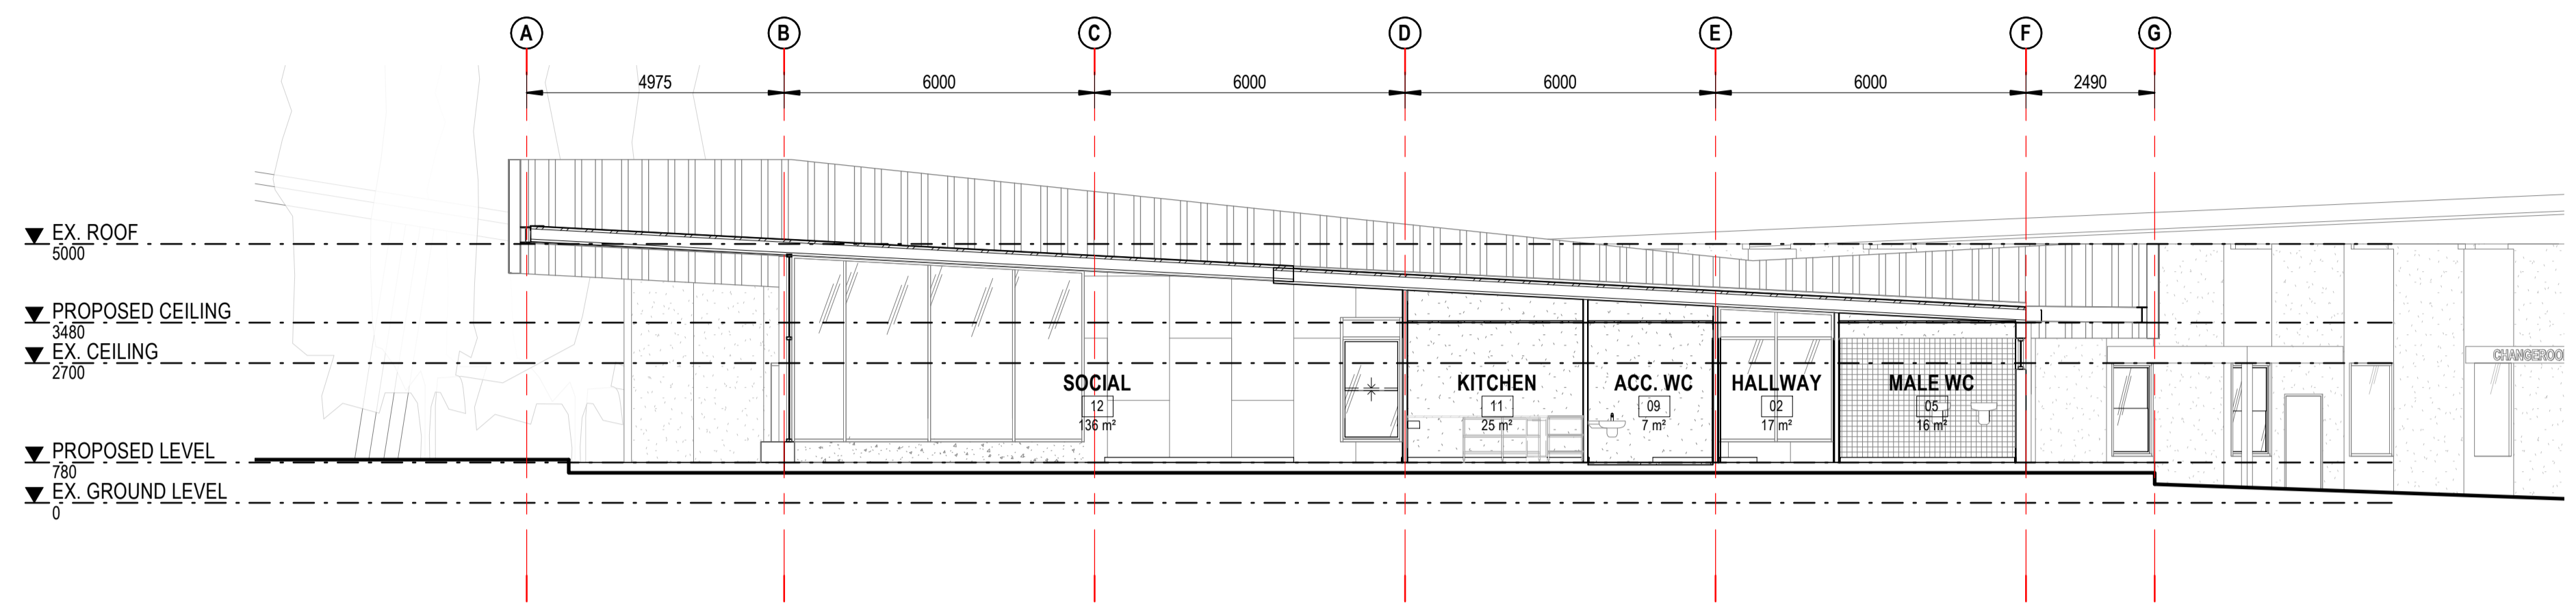 A B C D E F G
4975 6000 6000 6000 6000 2490
EX. ROOF
5000
PROPOSED CEILING
3480
EX. CEILING
2700
PROPOSED LEVEL
780
EX. GROUND LEVEL
0
SOCIAL
12
136 m²
KITCHEN
11
25 m²
ACC. WC
09
7 m²
HALLWAY
02
17 m²
MALE WC
05
16 m²
CHANGEROO